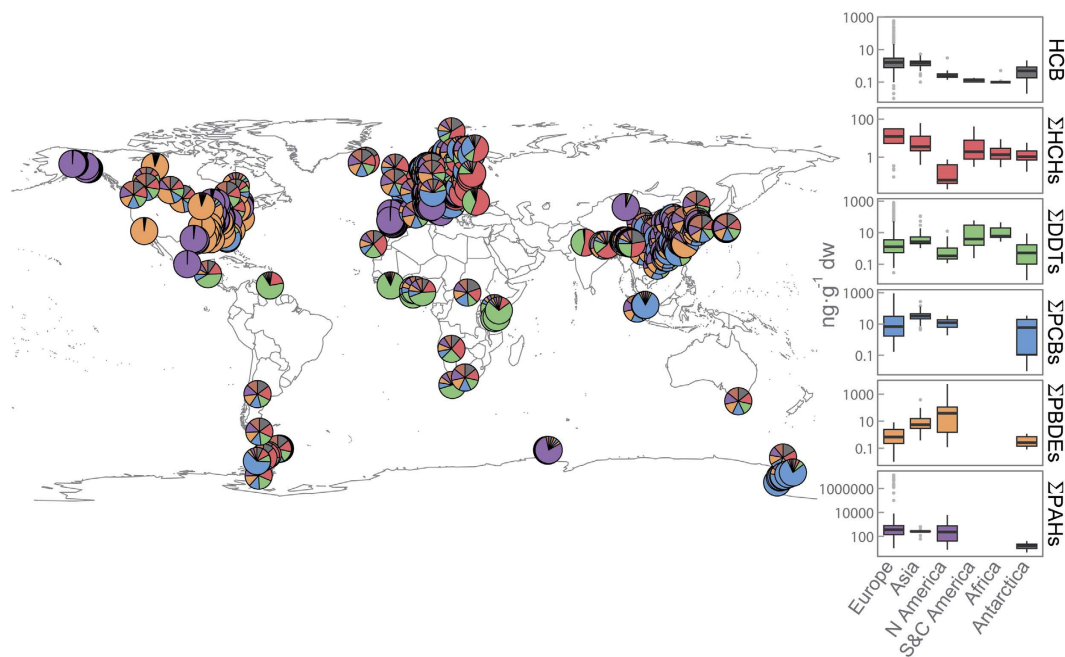 1000
10
0.1
HCB
100
1
ΣHCHs
1000
10
0.1
ΣDDTs
ng·g⁻¹ dw
1000
10
0.1
ΣPCBs
1000
10
0.1
ΣPBDEs
1000000
10000
100
ΣPAHs
Europe
Asia
N America
S&C America
Africa
Antarctica